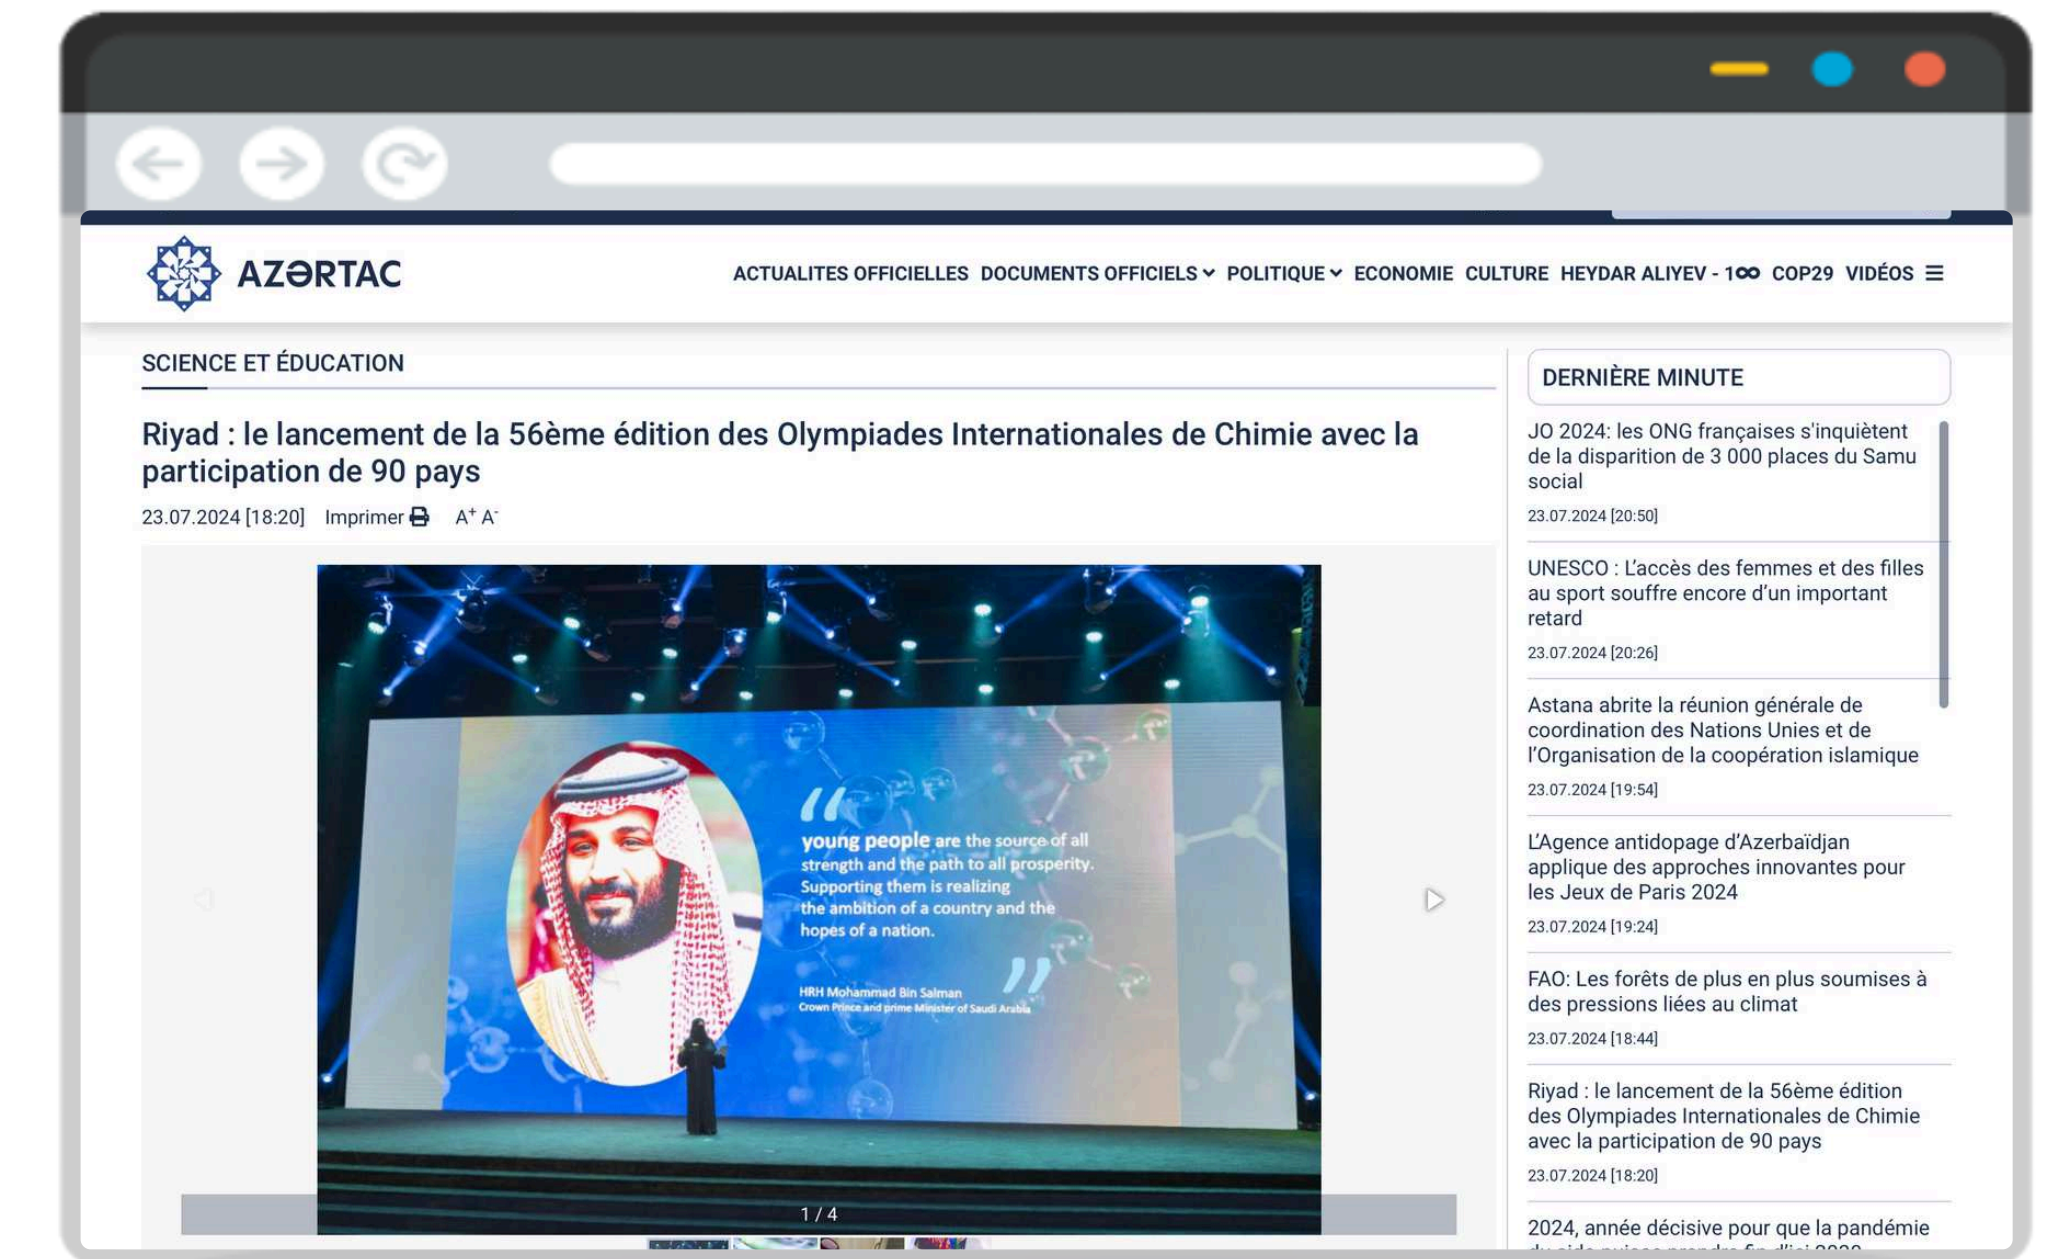 AZƏRTAC
ACTUALITES OFFICIELLES DOCUMENTS OFFICIELS POLITIQUE ECONOMIE CULTURE HEYDAR ALIYEV - 1∞ COP29 VIDÉOS
SCIENCE ET ÉDUCATION
Riyad : le lancement de la 56ème édition des Olympiades Internationales de Chimie avec la
participation de 90 pays
23.07.2024 [18:20] Imprimer A+ A-
“
young people are the source of all
strength and the path to all prosperity.
Supporting them is realizing
the ambition of a country and the
hopes of a nation.
”
HRH Mohammad Bin Salman
Crown Prince and prime Minister of Saudi Arabia
1 / 4
DERNIÈRE MINUTE
JO 2024: les ONG françaises s'inquiètent
de la disparition de 3 000 places du Samu
social
23.07.2024 [20:50]
UNESCO : L’accès des femmes et des filles
au sport souffre encore d’un important
retard
23.07.2024 [20:26]
Astana abrite la réunion générale de
coordination des Nations Unies et de
l’Organisation de la coopération islamique
23.07.2024 [19:54]
L’Agence antidopage d’Azerbaïdjan
applique des approches innovantes pour
les Jeux de Paris 2024
23.07.2024 [19:24]
FAO: Les forêts de plus en plus soumises à
des pressions liées au climat
23.07.2024 [18:44]
Riyad : le lancement de la 56ème édition
des Olympiades Internationales de Chimie
avec la participation de 90 pays
23.07.2024 [18:20]
2024, année décisive pour que la pandémie